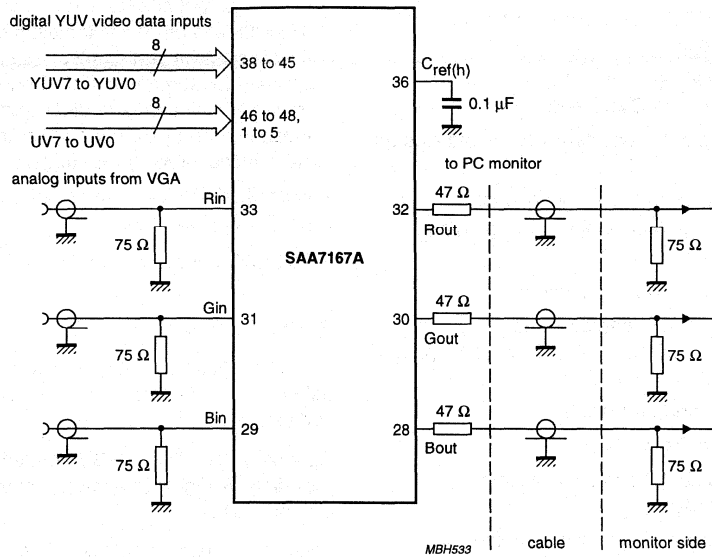 digital YUV video data inputs
8
YUV7 to YUV0
38 to 45
8
UV7 to UV0
46 to 48,
1 to 5
36
Cref(h)
0.1 µF
analog inputs from VGA
to PC monitor
Rin
33
75 Ω
SAA7167A
32
47 Ω
Rout
75 Ω
Gin
31
75 Ω
30
47 Ω
Gout
75 Ω
Bin
29
75 Ω
28
47 Ω
Bout
75 Ω
MBH533
cable
monitor side